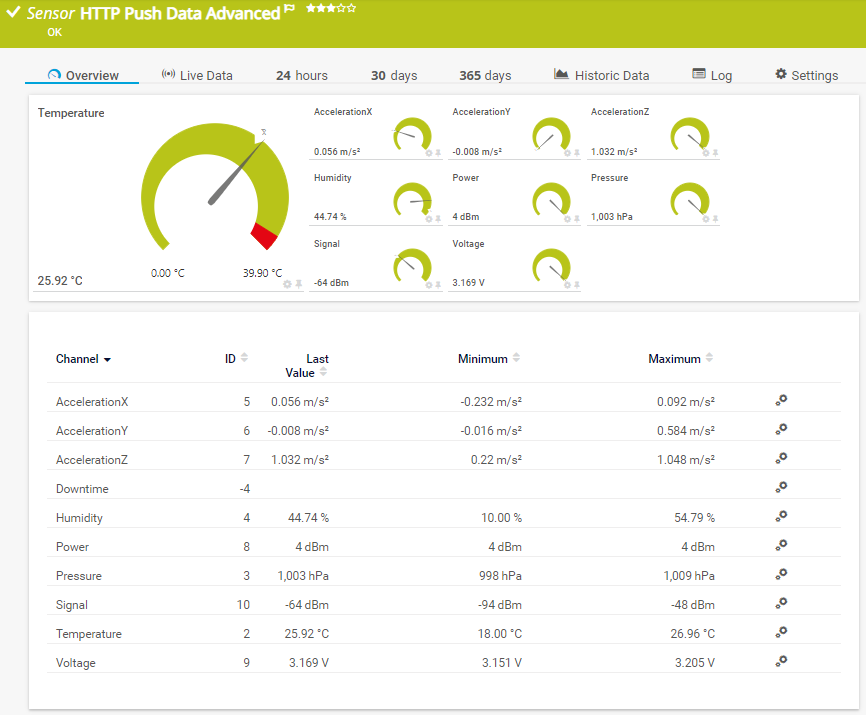 Sensor HTTP Push Data Advanced
OK
Overview Live Data 24 hours 30 days 365 days Historic Data Log Settings
Temperature
0.00 °C 39.90 °C
25.92 °C
AccelerationX
0.056 m/s²
AccelerationY
-0.008 m/s²
AccelerationZ
1.032 m/s²
Humidity
44.74 %
Power
4 dBm
Pressure
1,003 hPa
Signal
-64 dBm
Voltage
3.169 V
Channel ID Last Value Minimum Maximum
AccelerationX 5 0.056 m/s² -0.232 m/s² 0.092 m/s²
AccelerationY 6 -0.008 m/s² -0.016 m/s² 0.584 m/s²
AccelerationZ 7 1.032 m/s² 0.22 m/s² 1.048 m/s²
Downtime -4
Humidity 4 44.74 % 10.00 % 54.79 %
Power 8 4 dBm 4 dBm 4 dBm
Pressure 3 1,003 hPa 998 hPa 1,009 hPa
Signal 10 -64 dBm -94 dBm -48 dBm
Temperature 2 25.92 °C 18.00 °C 26.96 °C
Voltage 9 3.169 V 3.151 V 3.205 V